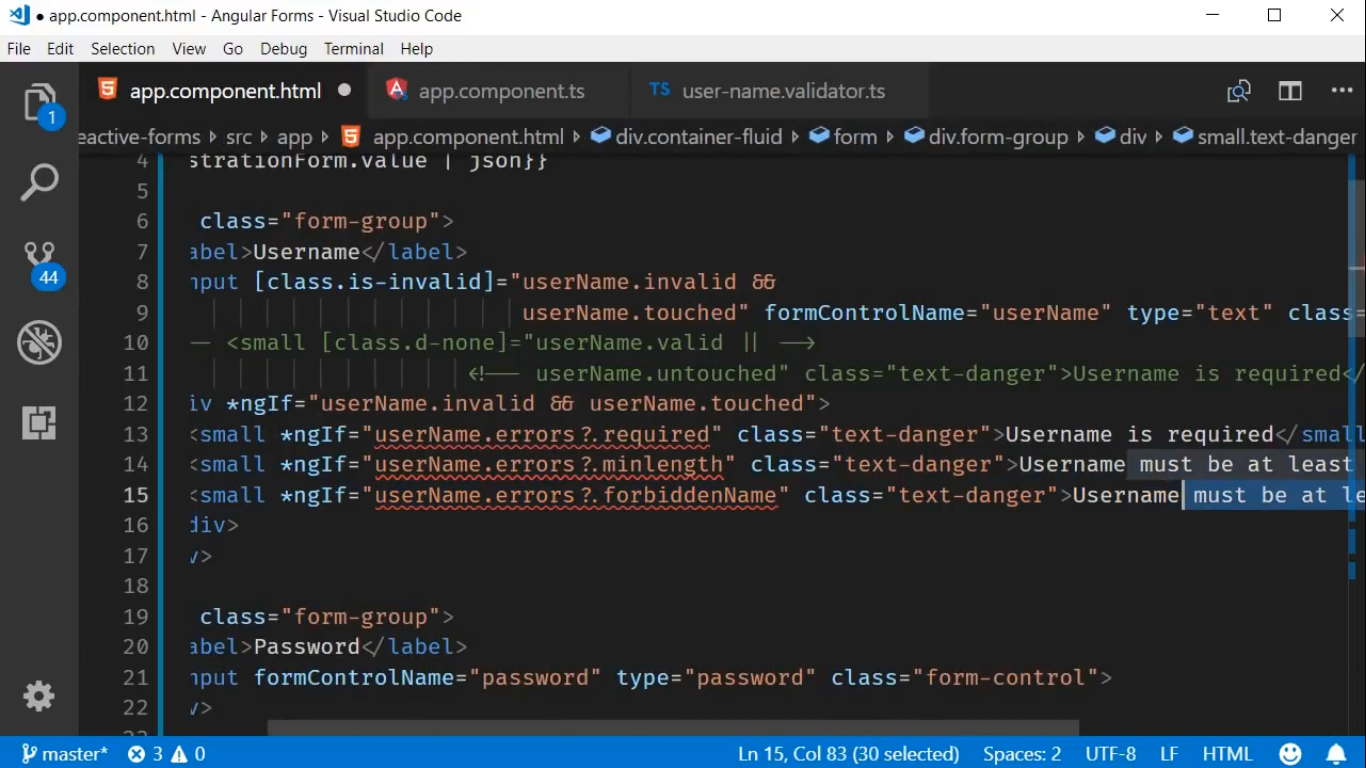 app.component.html - Angular Forms - Visual Studio Code
File Edit Selection View Go Debug Terminal Help
1
app.component.html app.component.ts TS user-name.validator.ts
eactive-forms › src › app › app.component.html › div.container-fluid › form › div.form-group › div › small.text-danger
4 strationForm.value | json}}
5
6 class="form-group">
7 abel>Username</label>
8 nput [class.is-invalid]="userName.invalid &&
9 userName.touched" formControlName="userName" type="text" class=
10 -- <small [class.d-none]="userName.valid || -->
11 <!-- userName.untouched" class="text-danger">Username is required</
12 iv *ngIf="userName.invalid && userName.touched">
13 <small *ngIf="userName.errors?.required" class="text-danger">Username is required</small
14 <small *ngIf="userName.errors?.minlength" class="text-danger">Username must be at least
15 <small *ngIf="userName.errors?.forbiddenName" class="text-danger">Username must be at le
16 div>
17 v>
18
19 class="form-group">
20 abel>Password</label>
21 nput formControlName="password" type="password" class="form-control">
22 v>
44
master* 3 0 Ln 15, Col 83 (30 selected) Spaces: 2 UTF-8 LF HTML